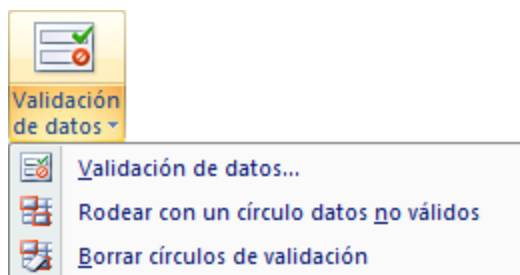 Validación
de datos
Validación de datos...
Rodear con un círculo datos no válidos
Borrar círculos de validación